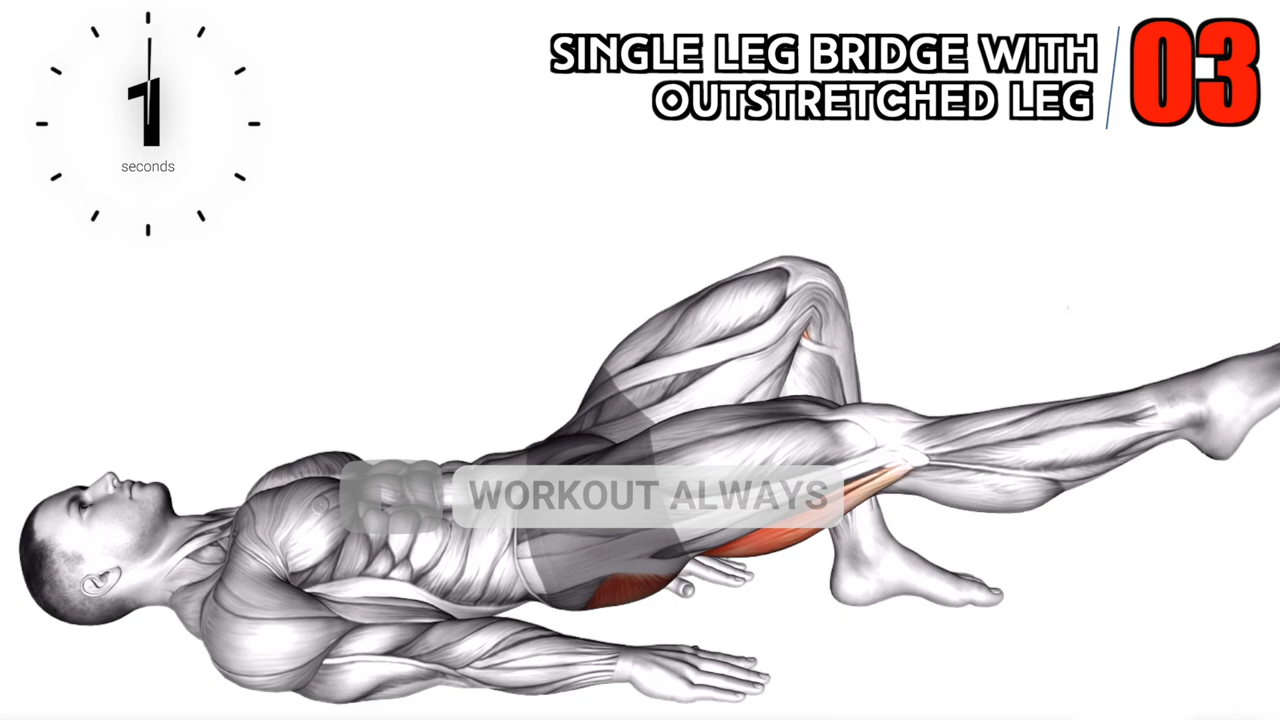 1
seconds
SINGLE LEG BRIDGE WITH
OUTSTRETCHED LEG
03
WORKOUT ALWAYS